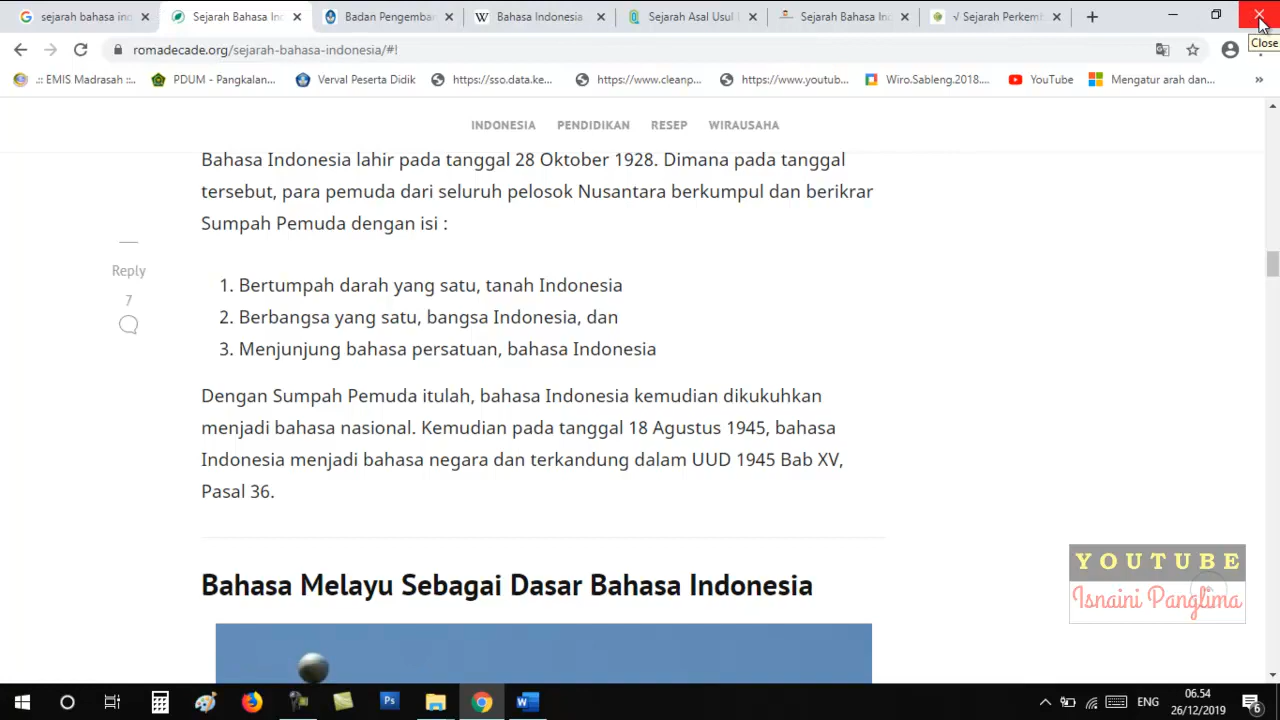 sejarah bahasa in
Sejarah Bahasa In
Badan Pengemban
Bahasa Indonesia
Sejarah Asal Usul
Sejarah Bahasa In
√ Sejarah Perkemb
romadecade.org/sejarah-bahasa-indonesia/#!
Close
.:: EMIS Madrasah ::.
PDUM - Pangkalan...
Verval Peserta Didik
https://sso.data.ke...
https://www.cleanp...
https://www.youtub...
Wiro.Sableng.2018....
YouTube
Mengatur arah dan...
»
INDONESIA
PENDIDIKAN
RESEP
WIRAUSAHA
Bahasa Indonesia lahir pada tanggal 28 Oktober 1928. Dimana pada tanggal
tersebut, para pemuda dari seluruh pelosok Nusantara berkumpul dan berikrar
Sumpah Pemuda dengan isi :
Reply
7
1. Bertumpah darah yang satu, tanah Indonesia
2. Berbangsa yang satu, bangsa Indonesia, dan
3. Menjunjung bahasa persatuan, bahasa Indonesia
Dengan Sumpah Pemuda itulah, bahasa Indonesia kemudian dikukuhkan
menjadi bahasa nasional. Kemudian pada tanggal 18 Agustus 1945, bahasa
Indonesia menjadi bahasa negara dan terkandung dalam UUD 1945 Bab XV,
Pasal 36.
Bahasa Melayu Sebagai Dasar Bahasa Indonesia
YOUTUBE
Isnaini Panglima
Ps
W
ENG
06.54
26/12/2019
6